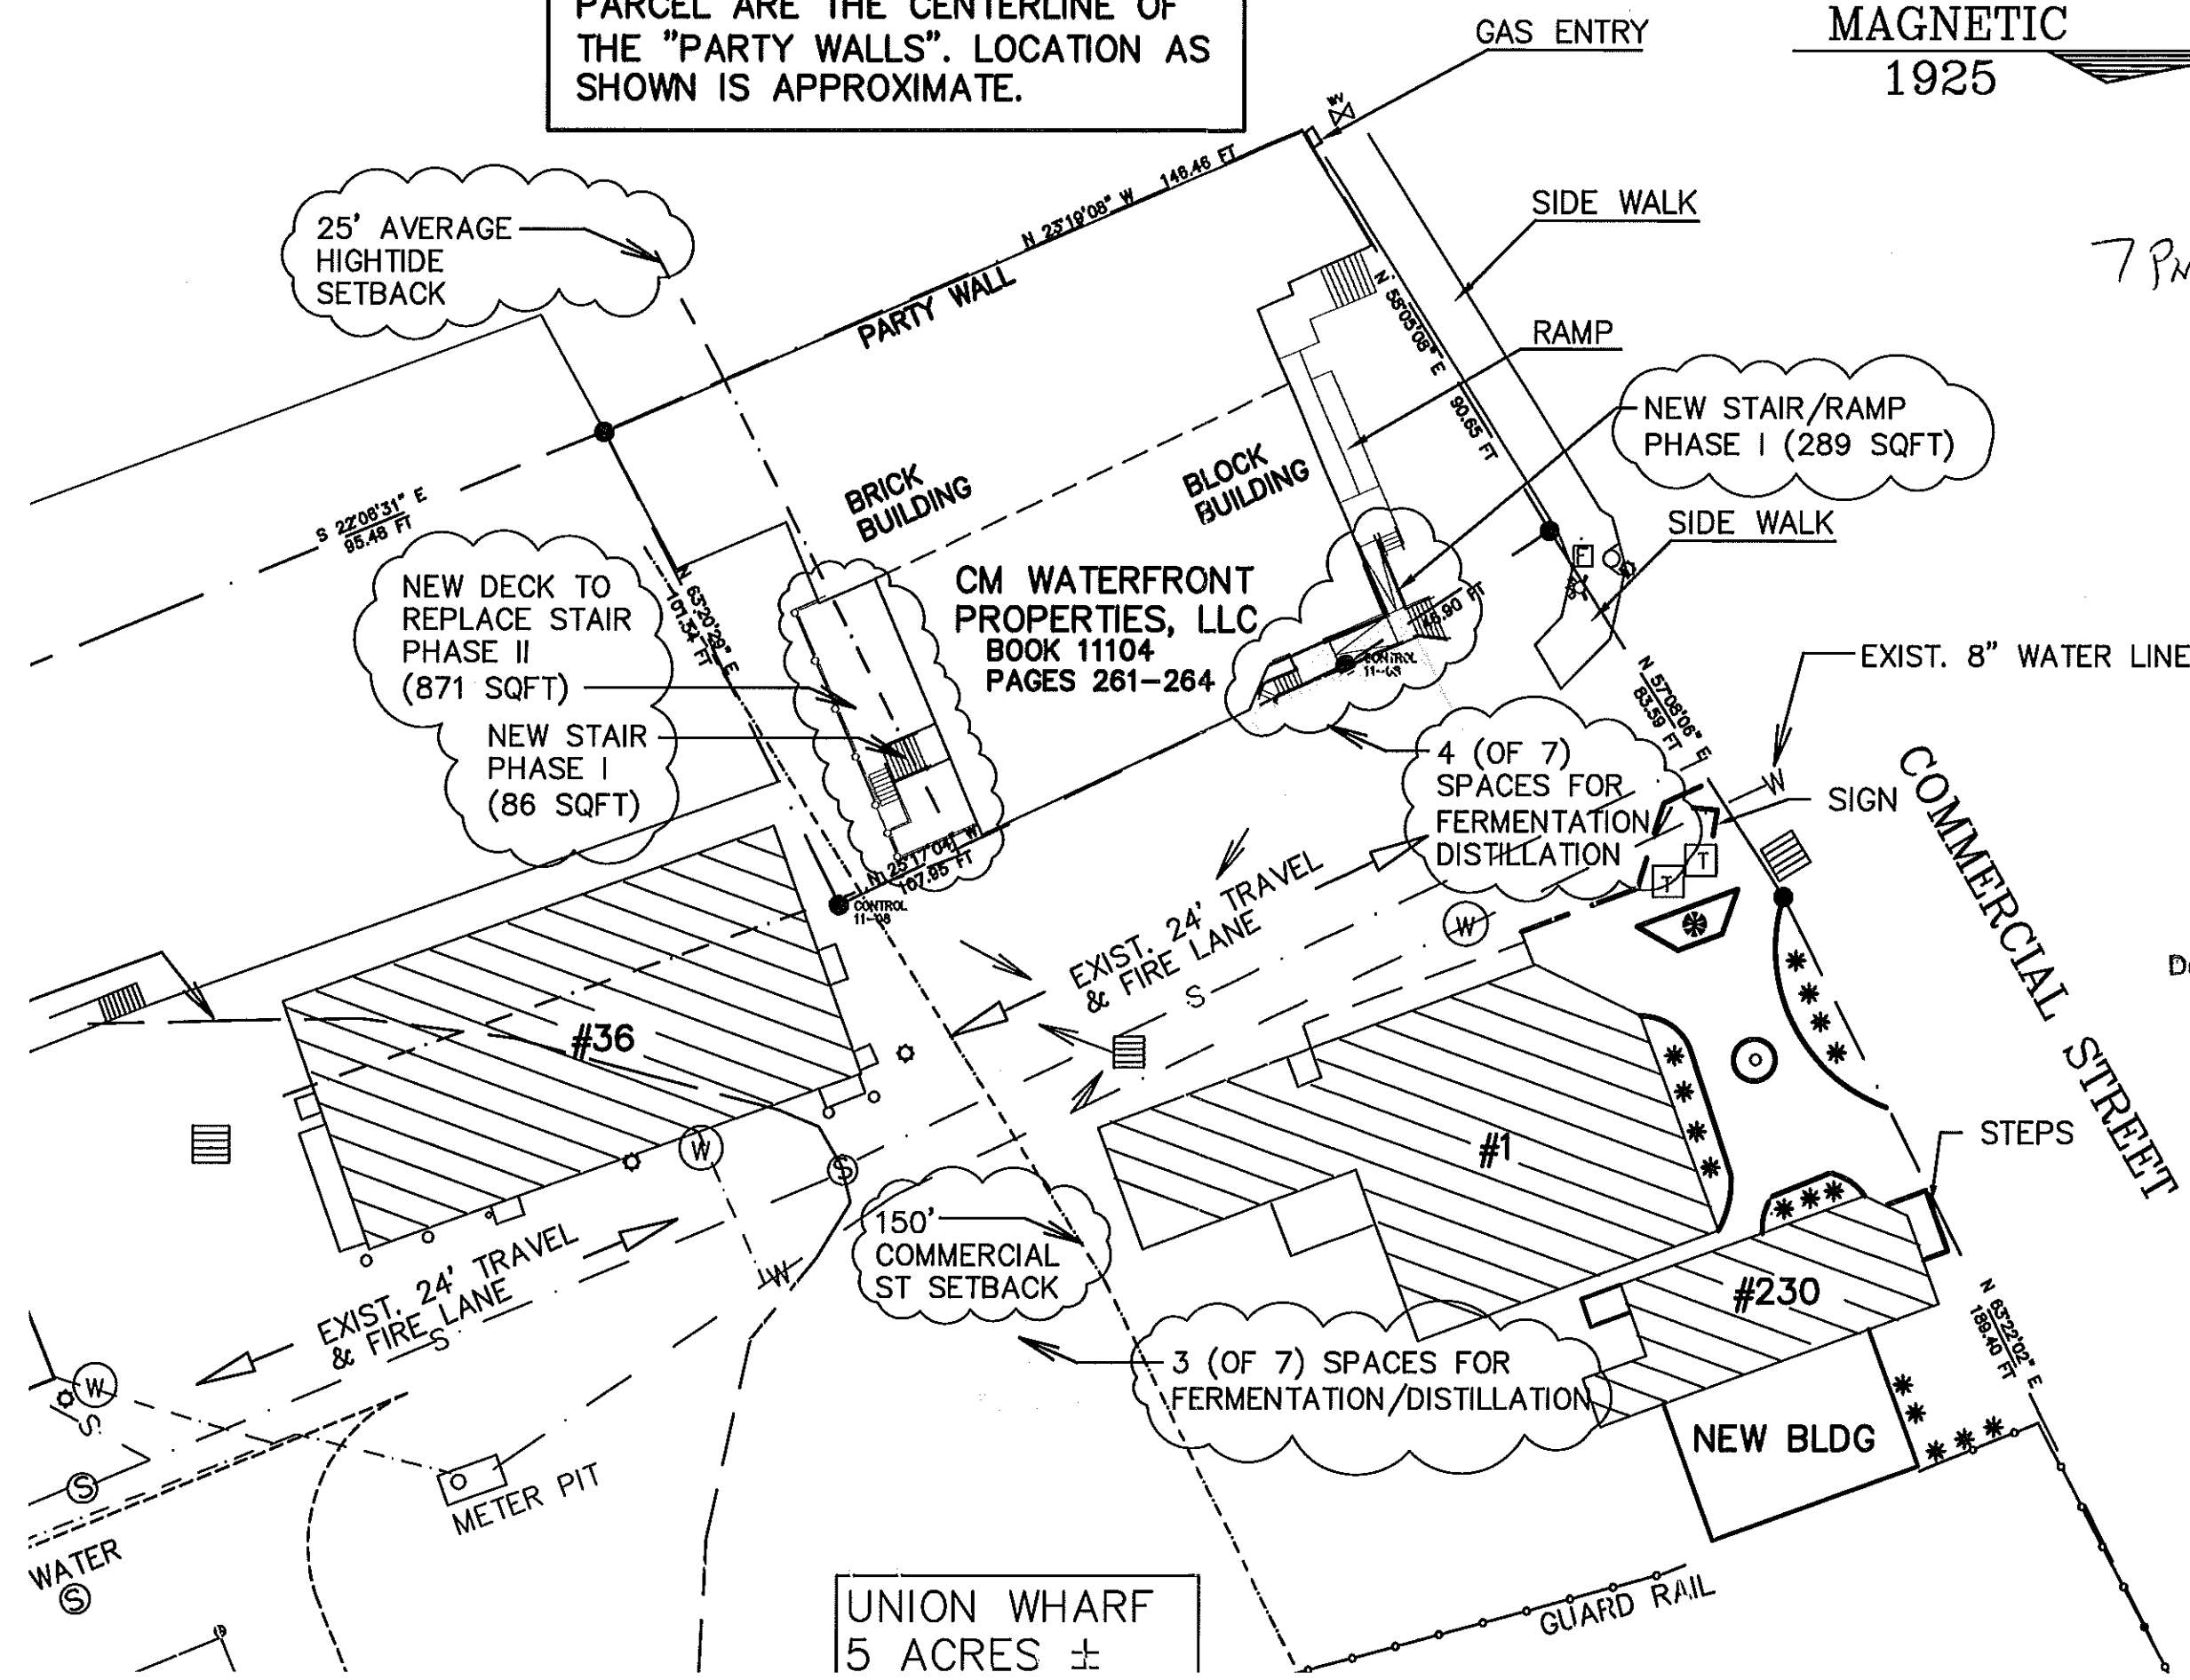 PARCEL ARE THE CENTERLINE OF
THE "PARTY WALLS". LOCATION AS
SHOWN IS APPROXIMATE.
GAS ENTRY
MAGNETIC
1925
25' AVERAGE
HIGHTIDE
SETBACK
N 23°19'08" W 146.46 FT
PARTY WALL
SIDE WALK
RAMP
N 58°05'08" E
90.65 FT
NEW STAIR/RAMP
PHASE I (289 SQFT)
SIDE WALK
S 22°06'31" E
95.48 FT
BRICK
BUILDING
BLOCK
BUILDING
F
NEW DECK TO
REPLACE STAIR
PHASE II
(871 SQFT)
N 63°20'29" E
101.54 FT
CM WATERFRONT
PROPERTIES, LLC
BOOK 11104
PAGES 261-264
CONTROL
NEW STAIR
PHASE I
(86 SQFT)
N 57°08'06" E
83.59 FT
EXIST. 8" WATER LINE
W
SIGN
4 (OF 7)
SPACES FOR
FERMENTATION/
DISTILLATION
T
T
COMMERCIAL STREET
N 25°17'04" W
107.95 FT
CONTROL
11-08
EXIST. 24' TRAVEL
& FIRE LANE
S
W
#36
#1
STEPS
W
S
150'
COMMERCIAL
ST SETBACK
W
EXIST. 24' TRAVEL
& FIRE LANE
S
#230
N 63°22'02" E
189.40 FT
3 (OF 7) SPACES FOR
FERMENTATION/DISTILLATION
W
S
S
NEW BLDG
METER PIT
WATER
S
UNION WHARF
5 ACRES ±
GUARD RAIL